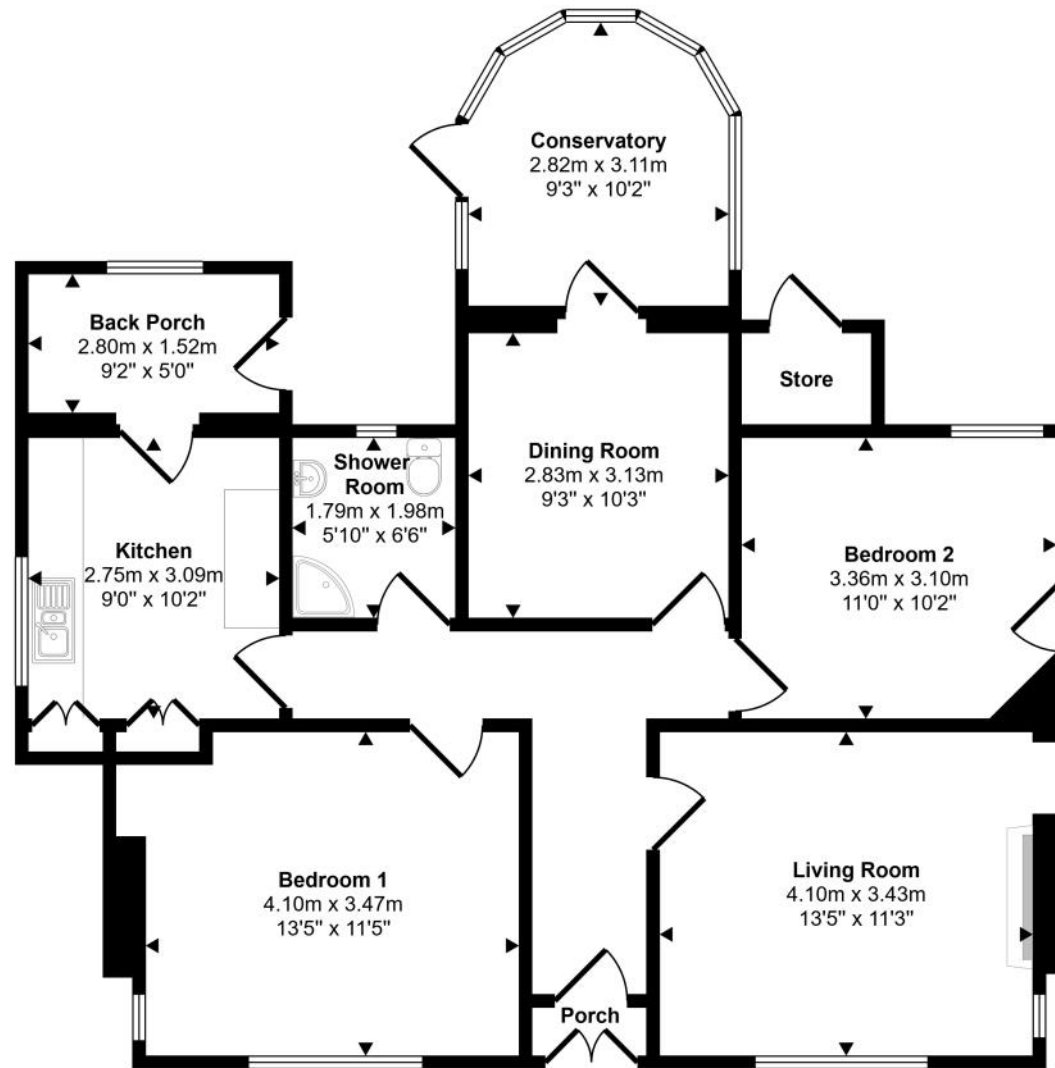 Conservatory
2.82m x 3.11m
9'3" x 10'2"
Back Porch
2.80m x 1.52m
9'2" x 5'0"
Store
Dining Room
2.83m x 3.13m
9'3" x 10'3"
Shower
Room
1.79m x 1.98m
5'10" x 6'6"
Kitchen
2.75m x 3.09m
9'0" x 10'2"
Bedroom 2
3.36m x 3.10m
11'0" x 10'2"
Bedroom 1
4.10m x 3.47m
13'5" x 11'5"
Living Room
4.10m x 3.43m
13'5" x 11'3"
Porch